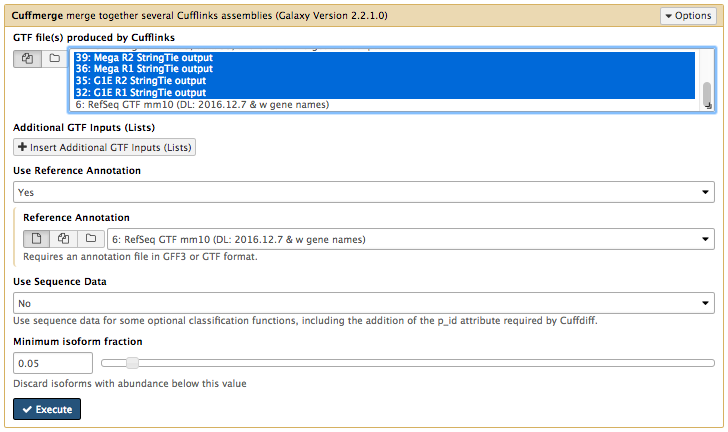 Cuffmerge merge together several Cufflinks assemblies (Galaxy Version 2.2.1.0)
Options
GTF file(s) produced by Cufflinks
39: Mega R2 StringTie output
36: Mega R1 StringTie output
35: G1E R2 StringTie output
32: G1E R1 StringTie output
6: RefSeq GTF mm10 (DL: 2016.12.7 & w gene names)
Additional GTF Inputs (Lists)
Insert Additional GTF Inputs (Lists)
Use Reference Annotation
Yes
Reference Annotation
6: RefSeq GTF mm10 (DL: 2016.12.7 & w gene names)
Requires an annotation file in GFF3 or GTF format.
Use Sequence Data
No
Use sequence data for some optional classification functions, including the addition of the p_id attribute required by Cuffdiff.
Minimum isoform fraction
0.05
Discard isoforms with abundance below this value
Execute